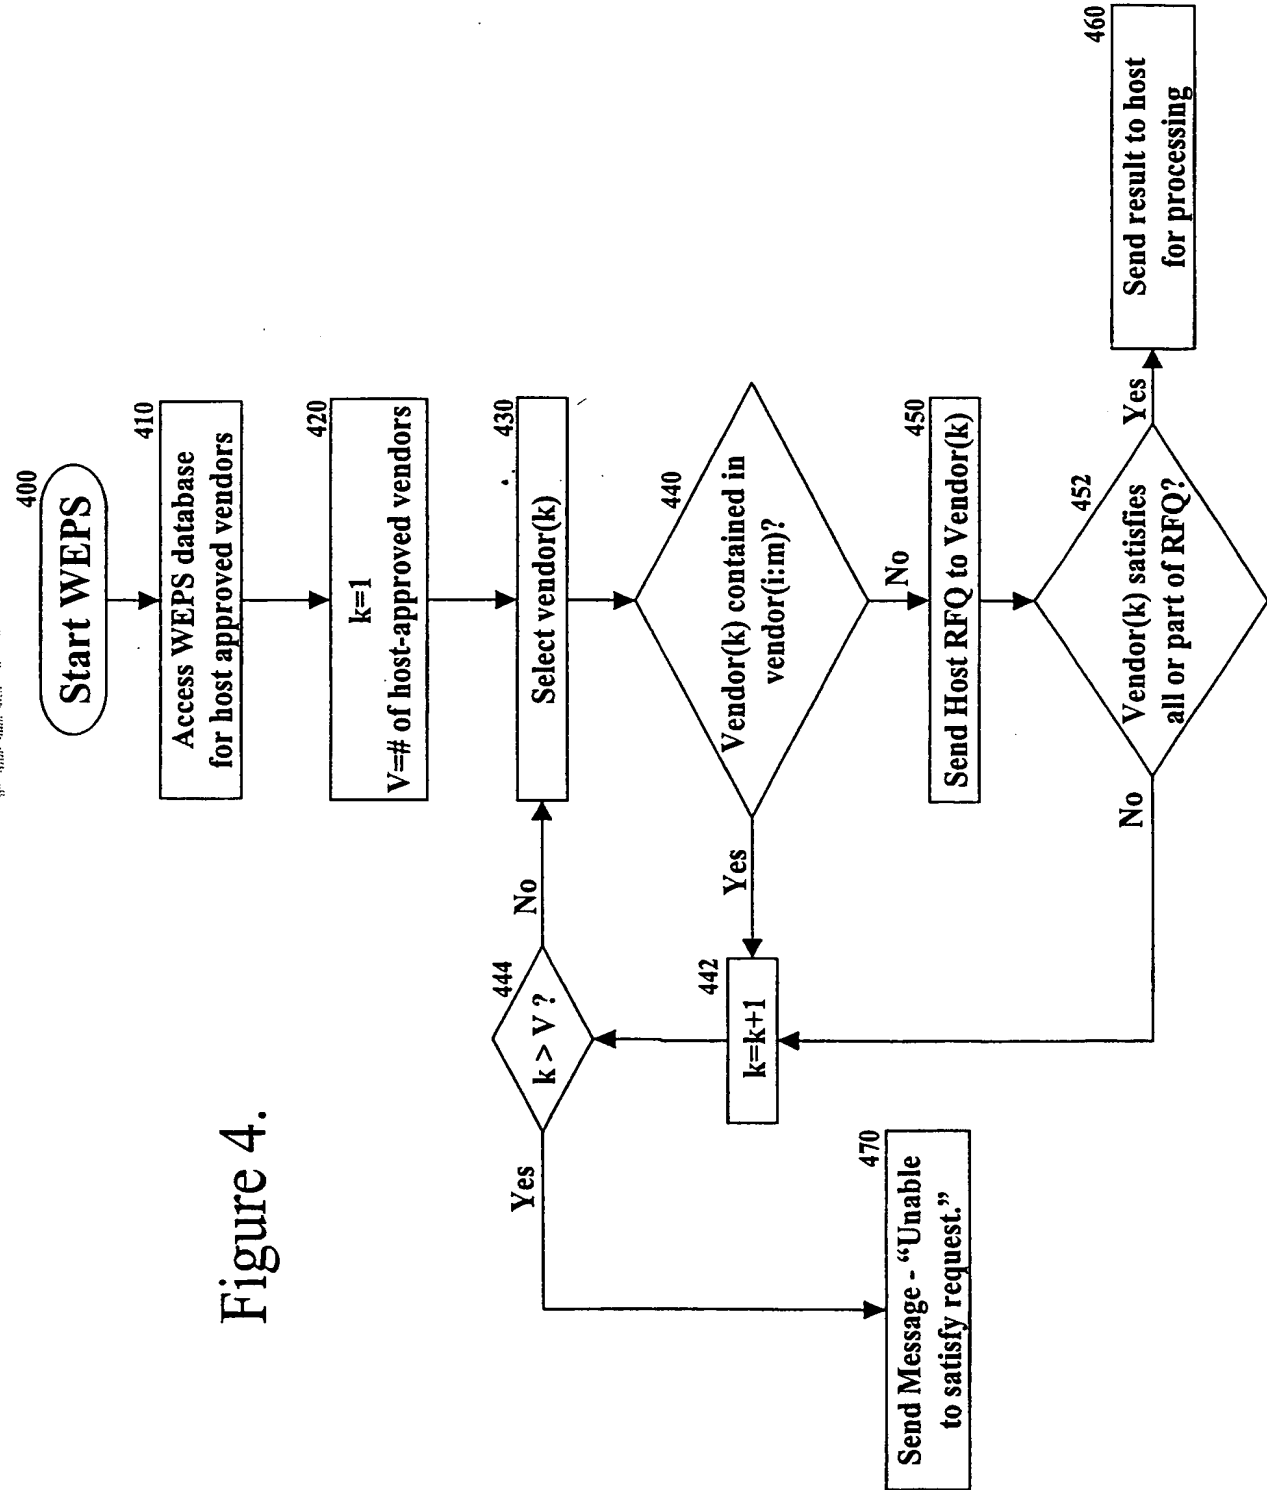 Figure 4.
400
Start WEPS
410
Access WEPS database
for host approved vendors
420
k=1
V=# of host-approved vendors
430
Select vendor(k)
440
Vendor(k) contained in
vendor(i:m)?
Yes
No
442
k=k+1
444
k > V ?
No
Yes
450
Send Host RFQ to Vendor(k)
452
Vendor(k) satisfies
all or part of RFQ?
No
Yes
460
Send result to host
for processing
470
Send Message - “Unable
to satisfy request.”